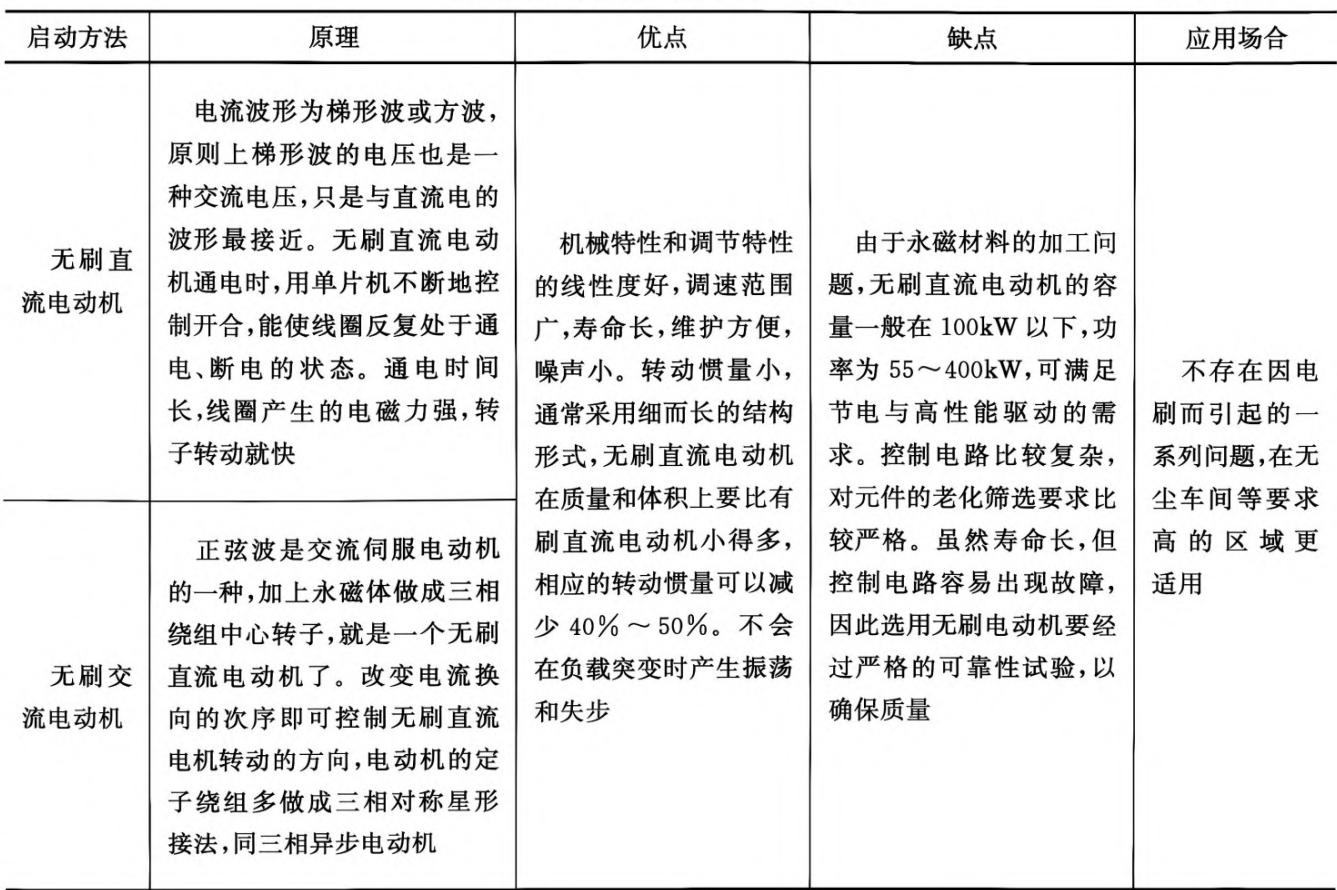 启动方法
原理
优点
缺点
应用场合
无刷直
流电动机
电流波形为梯形波或方波,
原则上梯形波的电压也是一
种交流电压,只是与直流电的
波形最接近。无刷直流电动
机通电时,用单片机不断地控
制开合,能使线圈反复处于通
电、断电的状态。通电时间
长,线圈产生的电磁力强,转
子转动就快
机械特性和调节特性
的线性度好,调速范围
广,寿命长,维护方便,
噪声小。转动惯量小,
通常采用细而长的结构
形式,无刷直流电动机
在质量和体积上要比有
刷直流电动机小得多,
相应的转动惯量可以减
少 40%～50%。不会
在负载突变时产生振荡
和失步
由于永磁材料的加工问
题,无刷直流电动机的容
量一般在 100kW 以下,功
率为 55～400kW,可满足
节电与高性能驱动的需
求。控制电路比较复杂,
对元件的老化筛选要求比
较严格。虽然寿命长,但
控制电路容易出现故障,
因此选用无刷电动机要经
过严格的可靠性试验,以
确保质量
不存在因电
刷而引起的一
系列问题,在无
尘车间等要求
高的区域更
适用
无刷交
流电动机
正弦波是交流伺服电动机
的一种,加上永磁体做成三相
绕组中心转子,就是一个无刷
直流电动机了。改变电流换
向的次序即可控制无刷直流
电机转动的方向,电动机的定
子绕组多做成三相对称星形
接法,同三相异步电动机